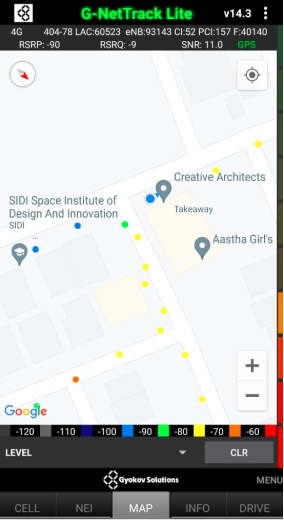 G-NetTrack Lite v14.3
4G 404-78 LAC:60523 eNB:93143 CI:52 PCI:157 F:40140
RSRP: -90 RSRQ: -9 SNR: 11.0 GPS
Creative Architects
SIDI Space Institute of
Design And Innovation
SIDI
...
Takeaway
Aastha Girl's
+
−
Google
-120 -110 -100 -90 -80 -70 -60
LEVEL CLR
Gyokov Solutions MENU
CELL NEI MAP INFO DRIVE